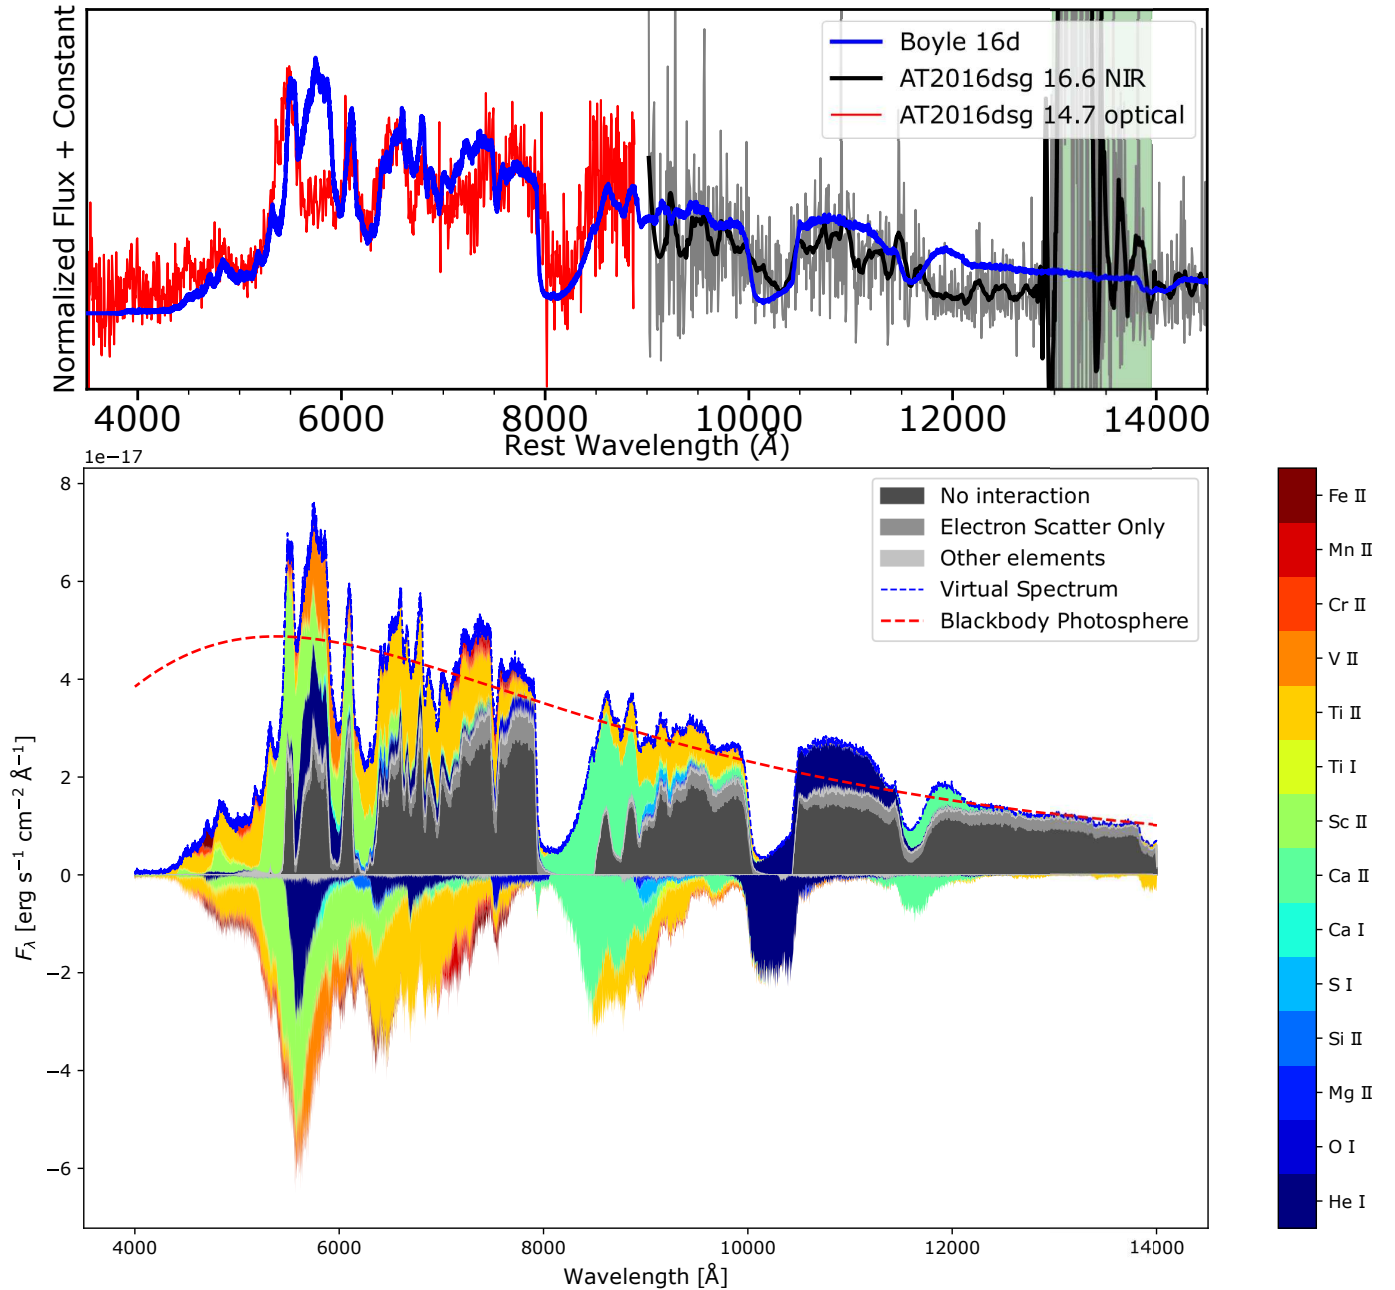 Normalized Flux + Constant
Boyle 16d
AT2016dsg 16.6 NIR
AT2016dsg 14.7 optical
4000 6000 8000 10000 12000 14000
Rest Wavelength (Å)
1e−17
F_λ [erg s⁻¹ cm⁻² Å⁻¹]
8
6
4
2
0
−2
−4
−6
No interaction
Electron Scatter Only
Other elements
Virtual Spectrum
Blackbody Photosphere
4000 6000 8000 10000 12000 14000
Wavelength [Å]
Fe II
Mn II
Cr II
V II
Ti II
Ti I
Sc II
Ca II
Ca I
S I
Si II
Mg II
O I
He I